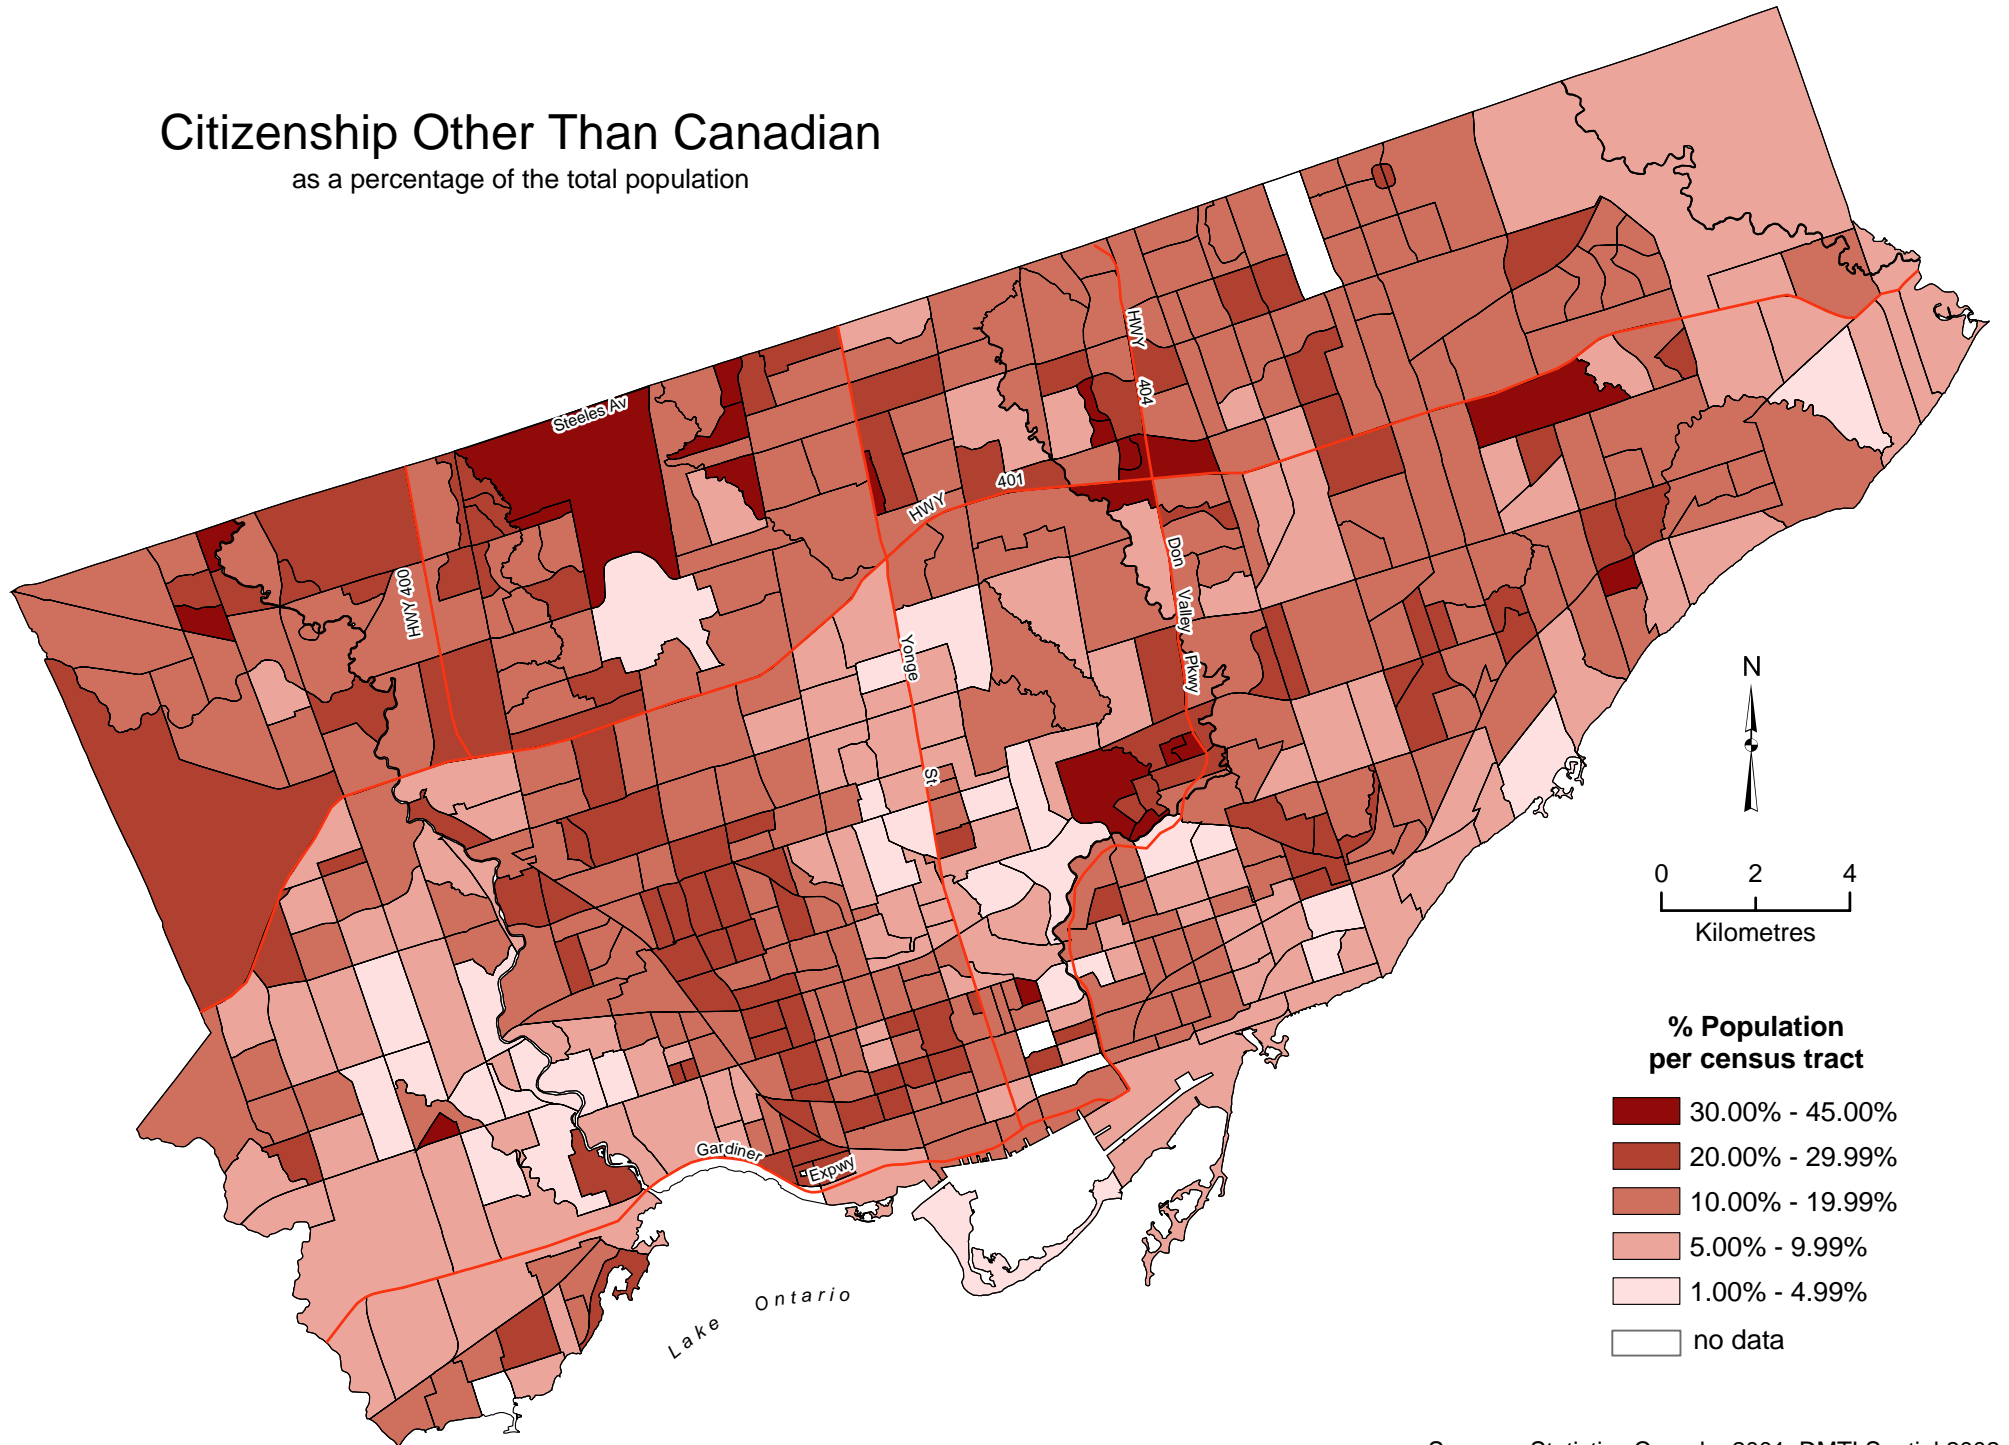 Citizenship Other Than Canadian
as a percentage of the total population
Steeles Av
HWY 400
HWY 401
HWY 404
Don Valley Pkwy
Yonge St
Gardiner Expwy
Lake Ontario
N
0 2 4
Kilometres
% Population
per census tract
30.00% - 45.00%
20.00% - 29.99%
10.00% - 19.99%
5.00% - 9.99%
1.00% - 4.99%
no data